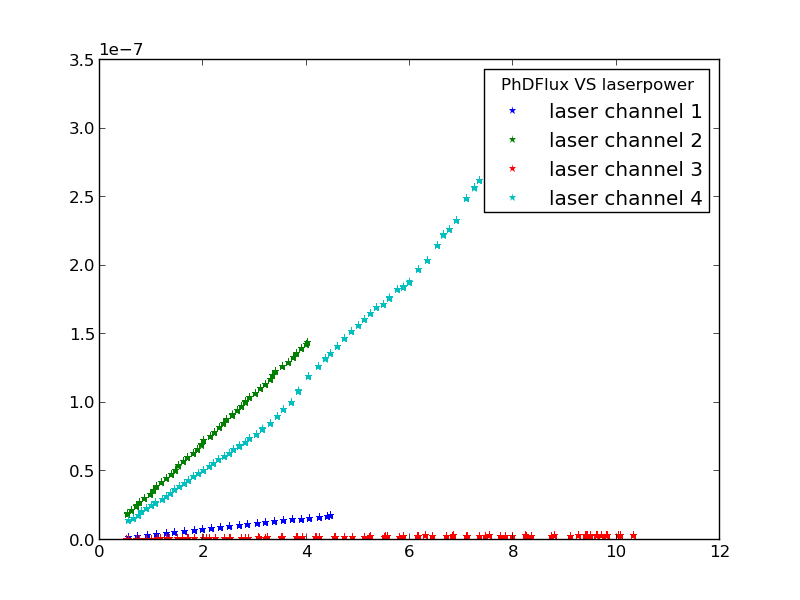 1e−7
3.5
3.0
2.5
2.0
1.5
1.0
0.5
0.0
0 2 4 6 8 10 12
PhDFlux VS laserpower
laser channel 1
laser channel 2
laser channel 3
laser channel 4